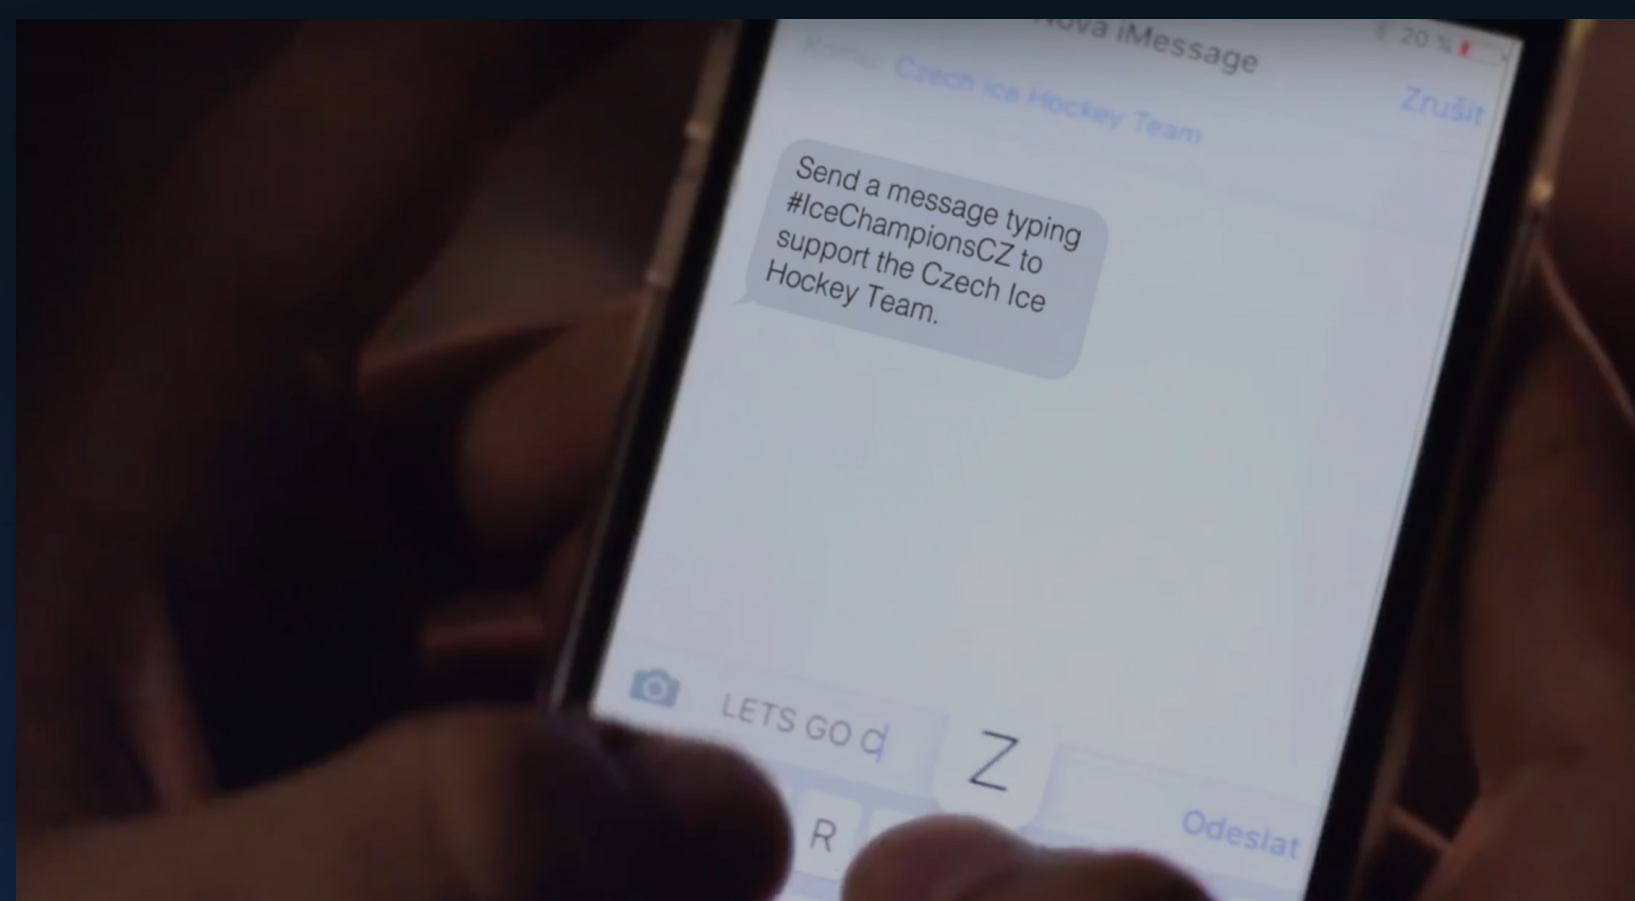 Nova iMessage
20 %
Czech Ice Hockey Team
Zrušit
Send a message typing
#IceChampionsCZ to
support the Czech Ice
Hockey Team.
LETS GO C
Z
Odeslat
R